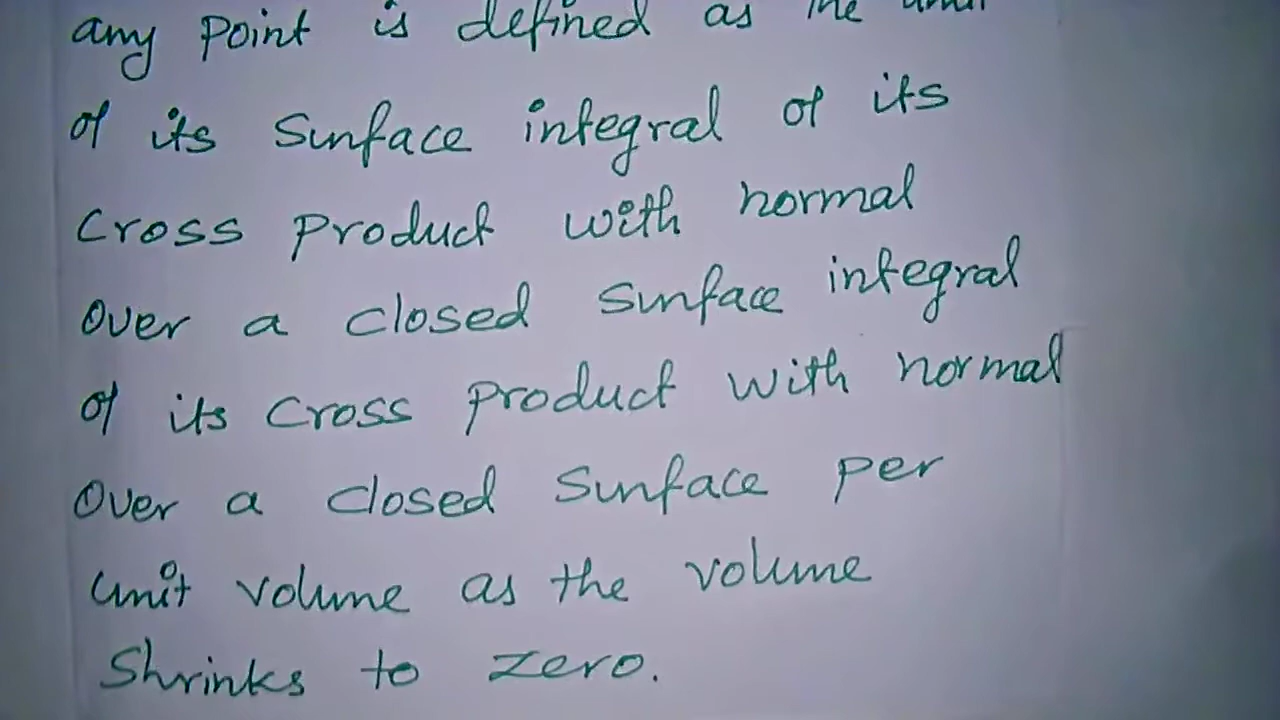 any point is defined as the
of its Surface integral of its
Cross product with normal
Over a closed surface integral
of its Cross product with normal
Over a closed surface per
unit volume as the volume
Shrinks to zero.